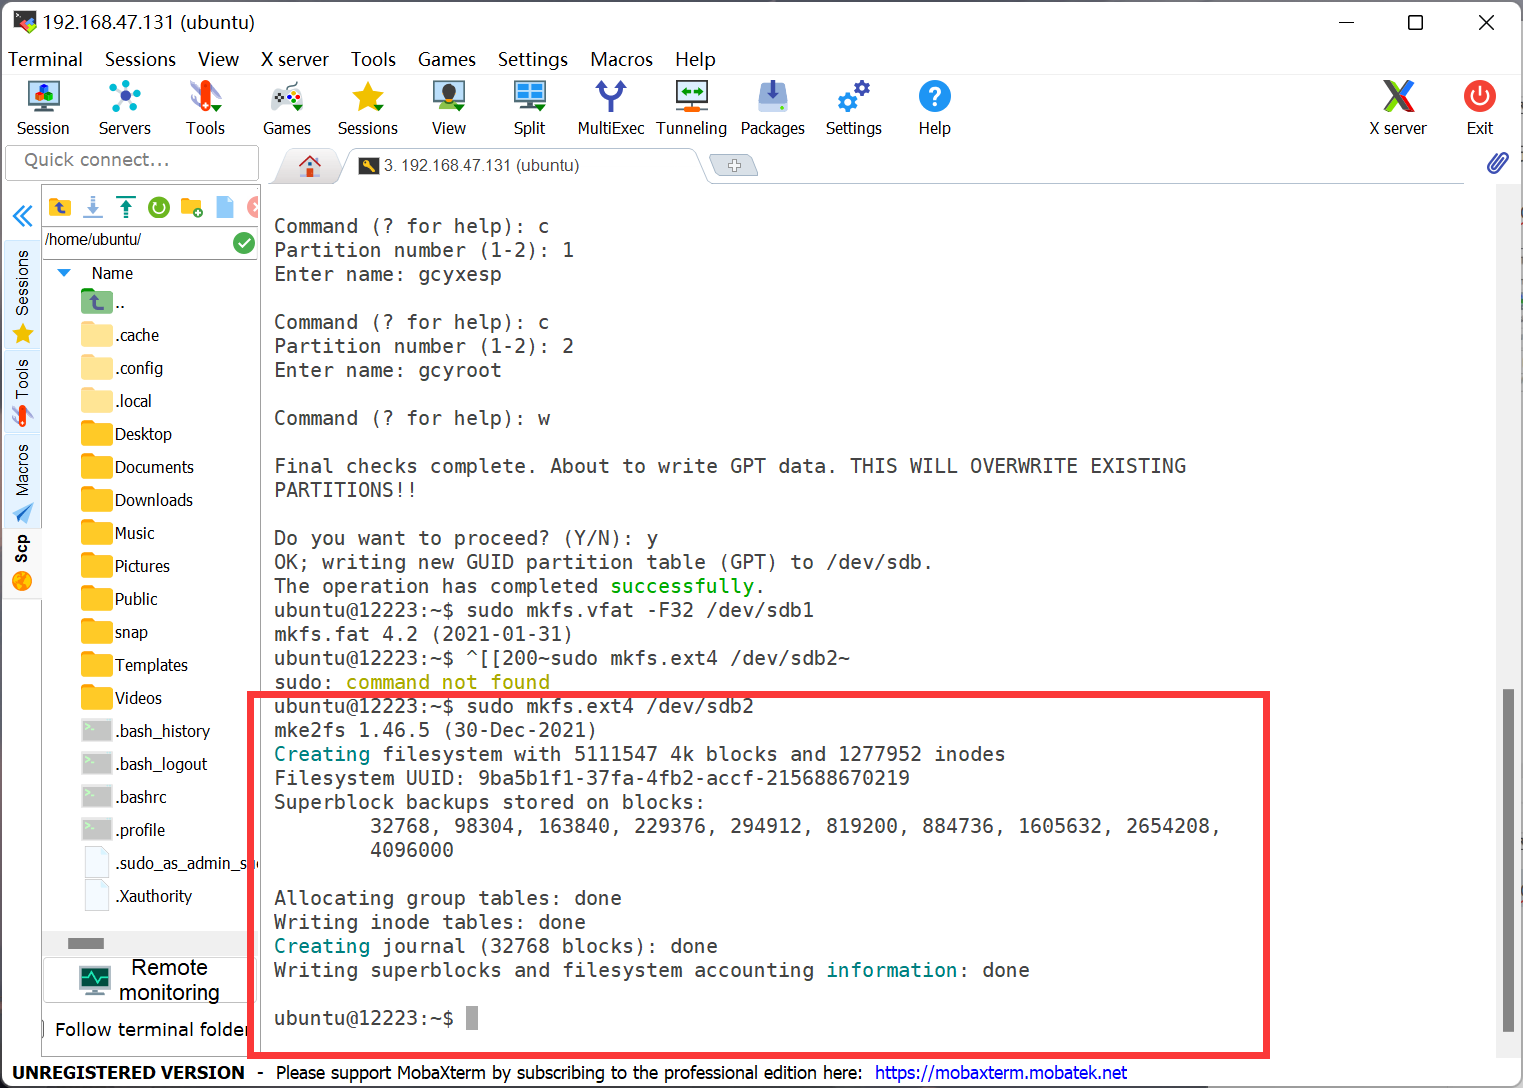 192.168.47.131 (ubuntu)
Terminal Sessions View X server Tools Games Settings Macros Help
Session Servers Tools Games Sessions View Split MultiExec Tunneling Packages Settings Help X server Exit
Quick connect...
3. 192.168.47.131 (ubuntu)
/home/ubuntu/
Name
..
.cache
.config
.local
Desktop
Documents
Downloads
Music
Pictures
Public
snap
Templates
Videos
.bash_history
.bash_logout
.bashrc
.profile
.sudo_as_admin_su
.Xauthority
Sessions
Tools
Macros
Scp
Remote
monitoring
Follow terminal folder
Command (? for help): c
Partition number (1-2): 1
Enter name: gcyxesp
Command (? for help): c
Partition number (1-2): 2
Enter name: gcyroot
Command (? for help): w
Final checks complete. About to write GPT data. THIS WILL OVERWRITE EXISTING
PARTITIONS!!
Do you want to proceed? (Y/N): y
OK; writing new GUID partition table (GPT) to /dev/sdb.
The operation has completed successfully.
ubuntu@12223:~$ sudo mkfs.vfat -F32 /dev/sdb1
mkfs.fat 4.2 (2021-01-31)
ubuntu@12223:~$ ^[[200~sudo mkfs.ext4 /dev/sdb2~
sudo: command not found
ubuntu@12223:~$ sudo mkfs.ext4 /dev/sdb2
mke2fs 1.46.5 (30-Dec-2021)
Creating filesystem with 5111547 4k blocks and 1277952 inodes
Filesystem UUID: 9ba5b1f1-37fa-4fb2-accf-215688670219
Superblock backups stored on blocks:
32768, 98304, 163840, 229376, 294912, 819200, 884736, 1605632, 2654208,
4096000
Allocating group tables: done
Writing inode tables: done
Creating journal (32768 blocks): done
Writing superblocks and filesystem accounting information: done
ubuntu@12223:~$
UNREGISTERED VERSION - Please support MobaXterm by subscribing to the professional edition here: https://mobaxterm.mobatek.net